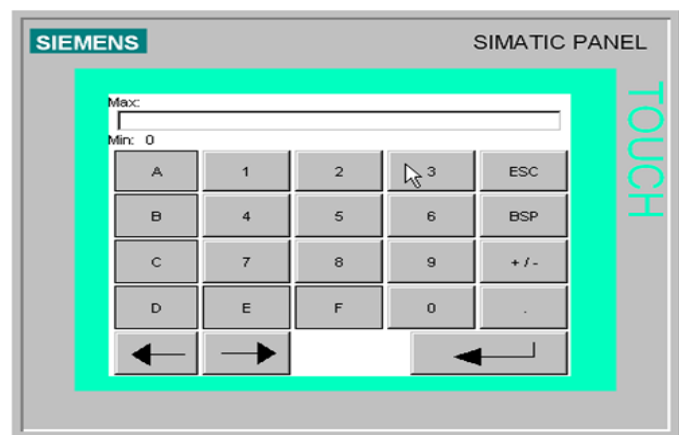 SIEMENS SIMATIC PANEL
TOUCH
Max:
Min: 0
A 1 2 3 ESC
B 4 5 6 BSP
C 7 8 9 + / -
D E F 0 .